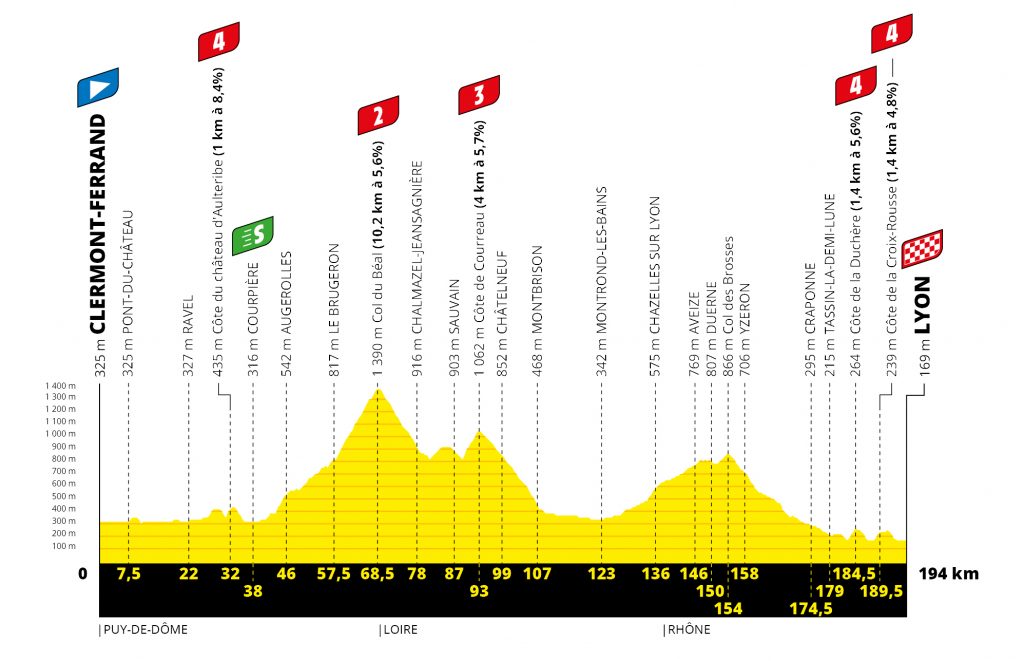 4
4
4
3
2
S
325 m CLERMONT-FERRAND
325 m PONT-DU-CHÂTEAU
327 m RAVEL
435 m Côte du château d'Aulteribe (1 km à 8,4%)
316 m COURPIÈRE
542 m AUGEROLLES
817 m LE BRUGERON
1 390 m Col du Béal (10,2 km à 5,6%)
916 m CHALMAZEL-JEANSAGNIÈRE
903 m SAUVAIN
1 062 m Côte de Courreau (4 km à 5,7%)
852 m CHÂTELNEUF
468 m MONTBRISON
342 m MONTROND-LES-BAINS
575 m CHAZELLES SUR LYON
769 m AVEIZE
807 m DUERNE
866 m Col des Brosses
706 m YZERON
295 m CRAPONNE
215 m TASSIN-LA-DEMI-LUNE
264 m Côte de la Duchère (1,4 km à 5,6%)
239 m Côte de la Croix-Rousse (1,4 km à 4,8%)
169 m LYON
1 400 m
1 300 m
1 200 m
1 100 m
1 000 m
900 m
800 m
700 m
600 m
500 m
400 m
300 m
200 m
100 m
0 7,5 22 32 46 57,5 68,5 78 87 99 107 123 136 146 158 184,5 194 km
38 93 150 179 189,5
154 174,5
PUY-DE-DÔME LOIRE RHÔNE